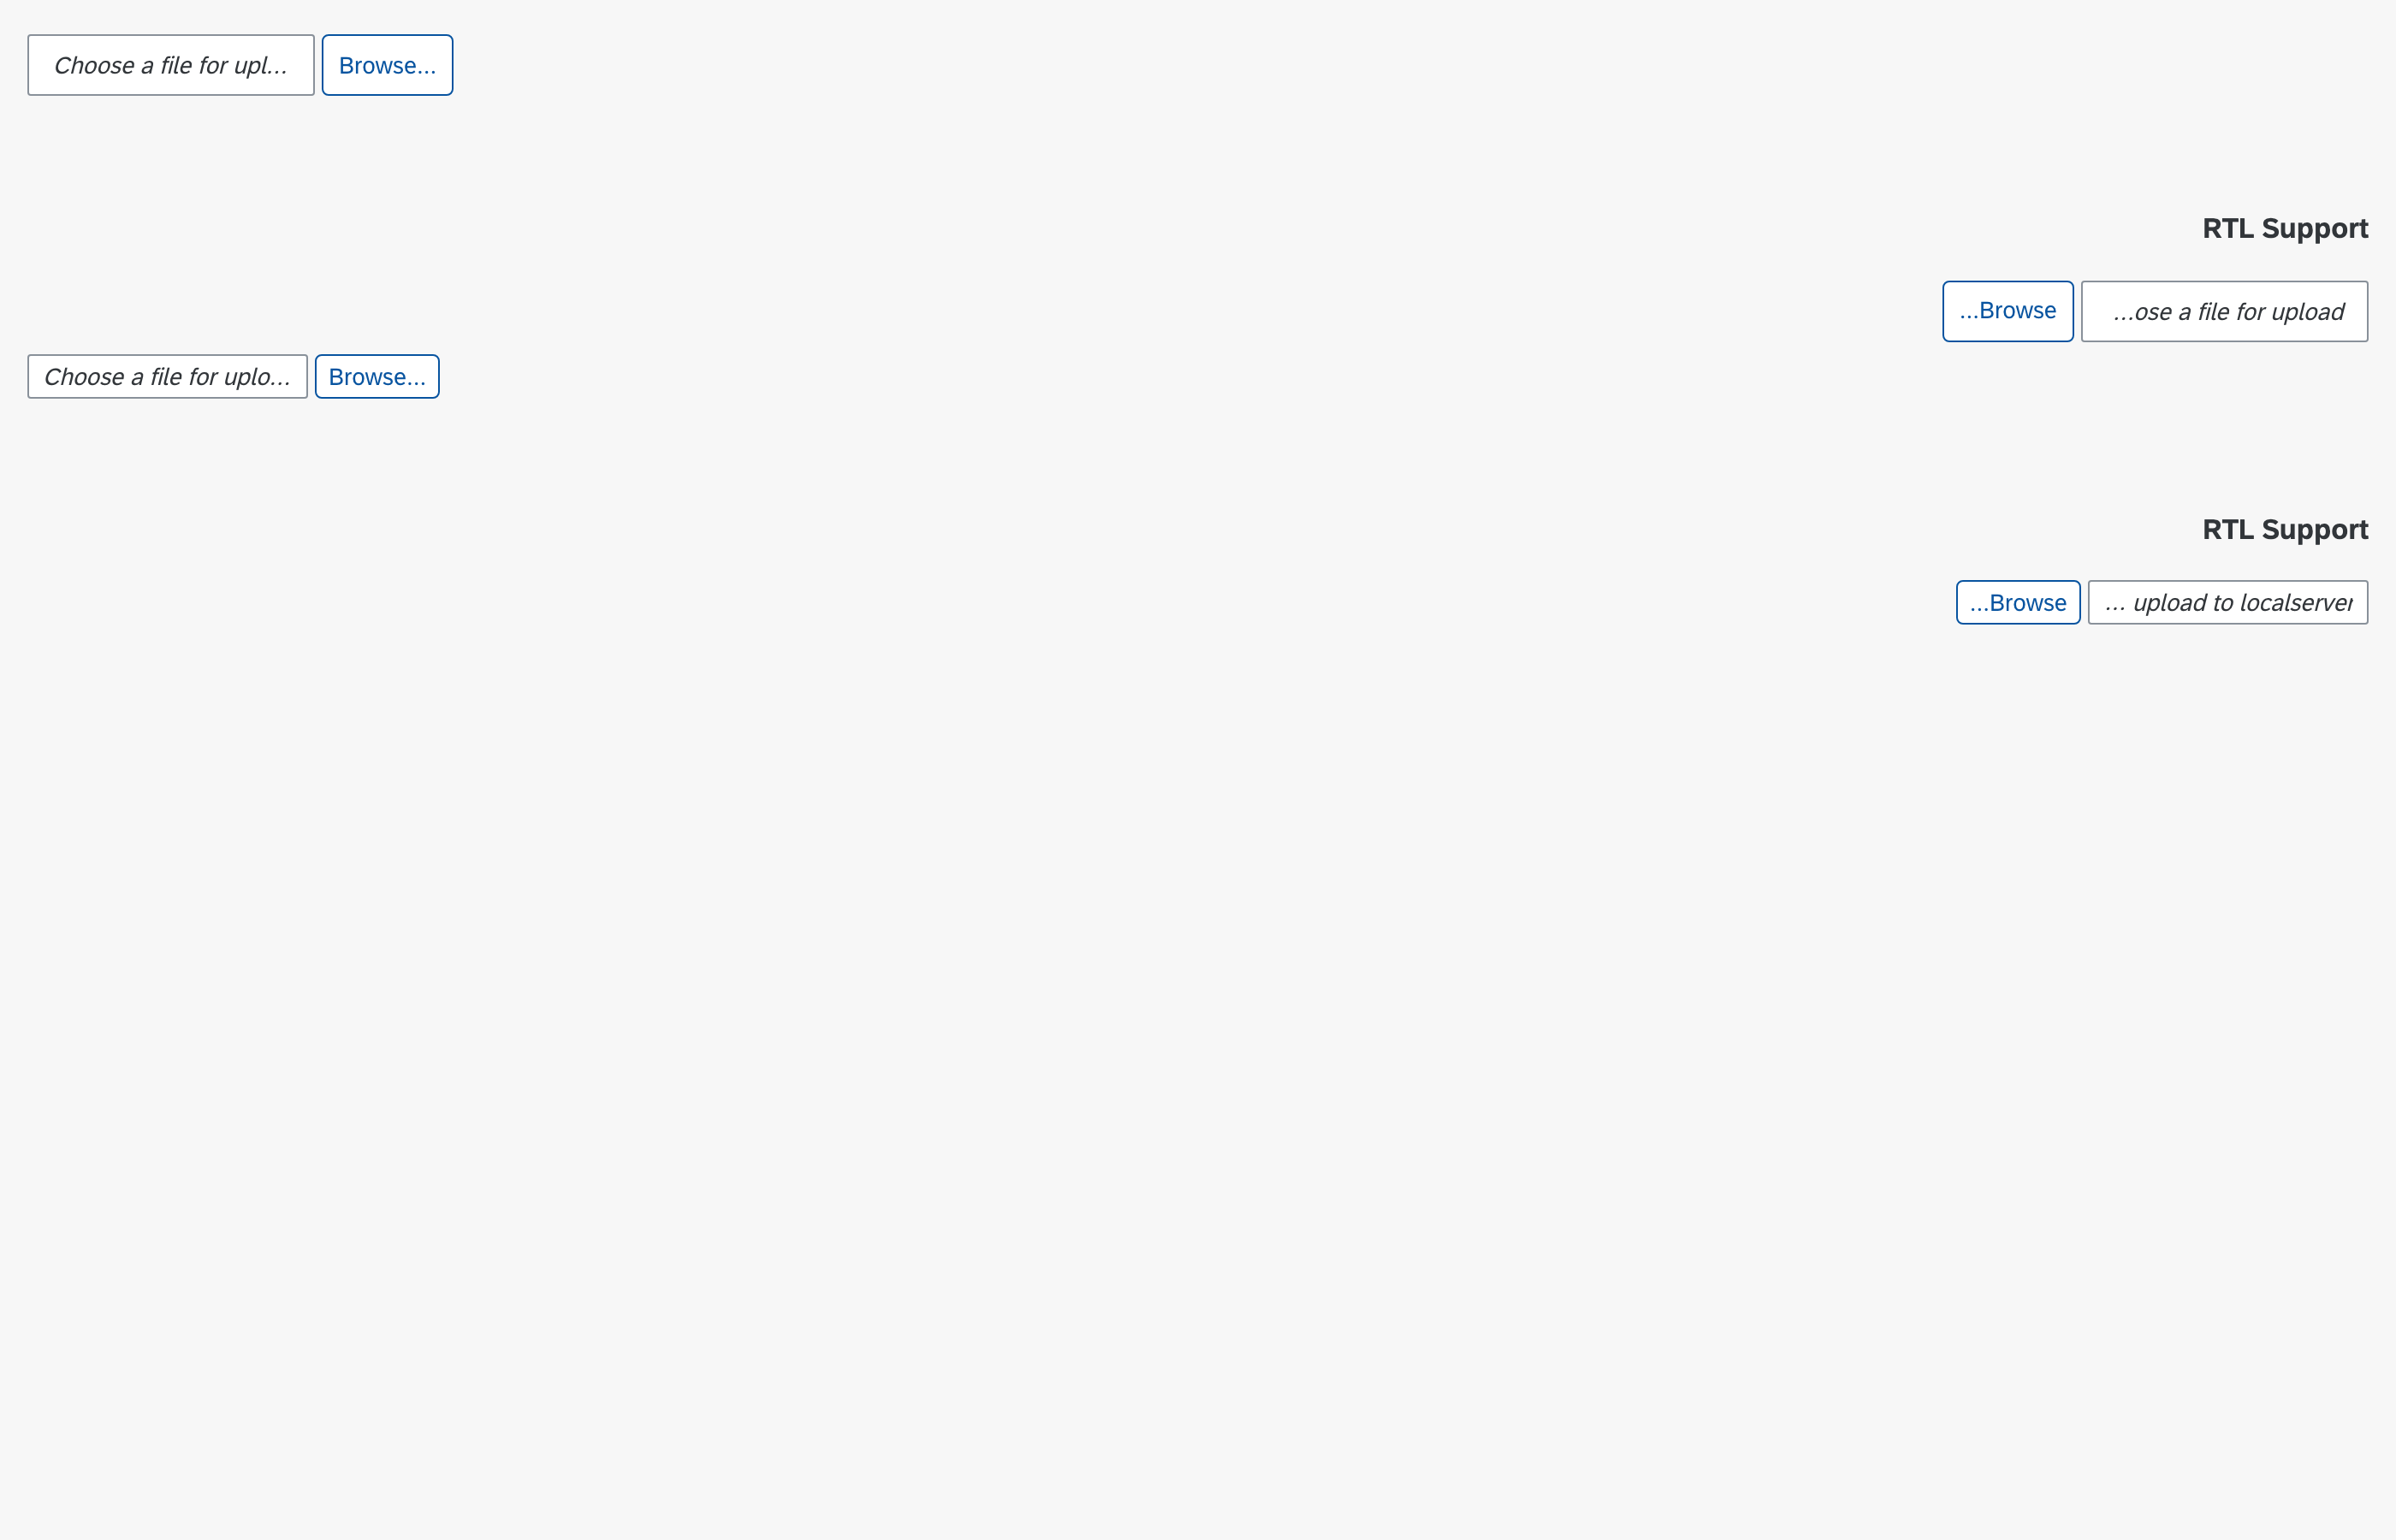 Choose a file for upl... Browse...
RTL Support
...Browse ...ose a file for upload
Choose a file for uplo... Browse...
RTL Support
...Browse ... upload to localserver